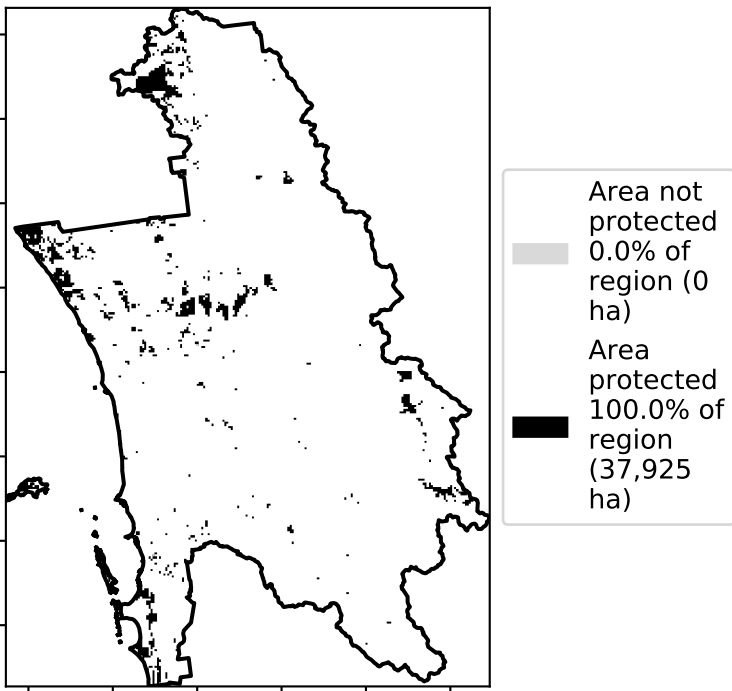 Area not
protected
0.0% of
region (0
ha)
Area
protected
100.0% of
region
(37,925
ha)